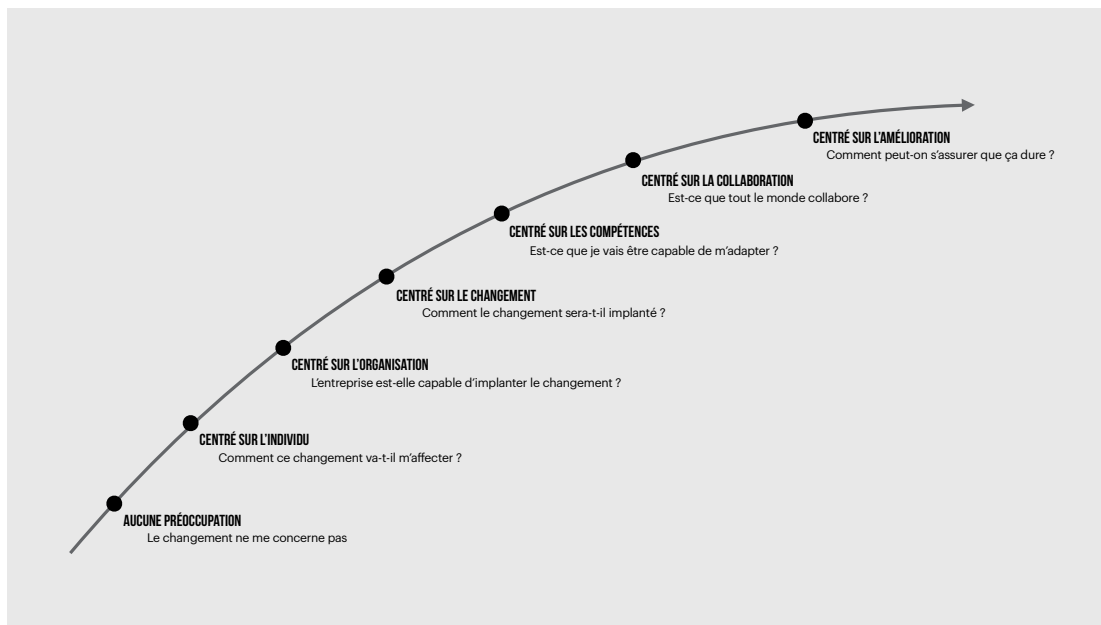 CENTRÉ SUR L'AMÉLIORATION
Comment peut-on s'assurer que ça dure ?
CENTRÉ SUR LA COLLABORATION
Est-ce que tout le monde collabore ?
CENTRÉ SUR LES COMPÉTENCES
Est-ce que je vais être capable de m'adapter ?
CENTRÉ SUR LE CHANGEMENT
Comment le changement sera-t-il implanté ?
CENTRÉ SUR L'ORGANISATION
L'entreprise est-elle capable d'implanter le changement ?
CENTRÉ SUR L'INDIVIDU
Comment ce changement va-t-il m'affecter ?
AUCUNE PRÉOCCUPATION
Le changement ne me concerne pas